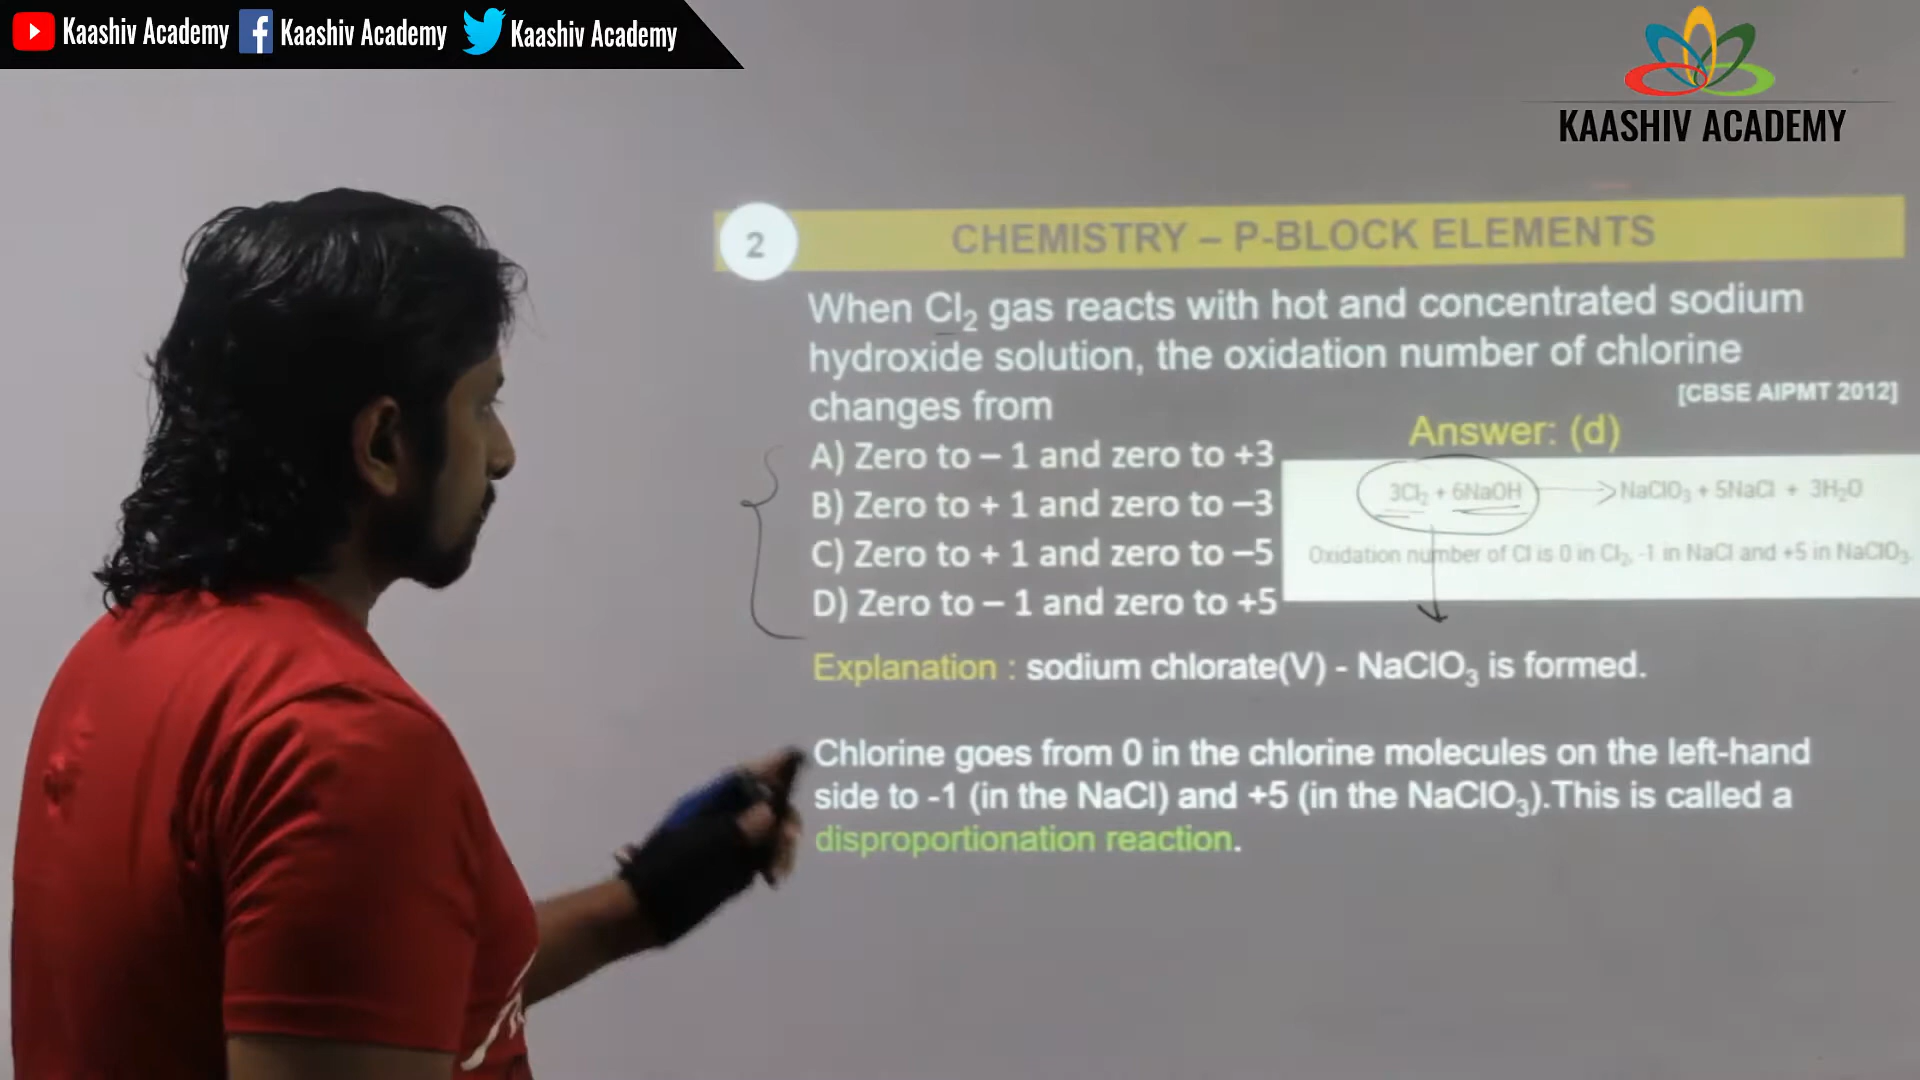 Kaashiv Academy Kaashiv Academy Kaashiv Academy
KAASHIV ACADEMY
2
CHEMISTRY – P-BLOCK ELEMENTS
When Cl₂ gas reacts with hot and concentrated sodium
hydroxide solution, the oxidation number of chlorine
changes from
[CBSE AIPMT 2012]
Answer: (d)
A) Zero to – 1 and zero to +3
B) Zero to + 1 and zero to –3
C) Zero to + 1 and zero to –5
D) Zero to – 1 and zero to +5
3Cl₂ + 6NaOH → NaClO₃ + 5NaCl + 3H₂O
Oxidation number of Cl is 0 in Cl₂, -1 in NaCl and +5 in NaClO₃.
Explanation : sodium chlorate(V) - NaClO₃ is formed.
Chlorine goes from 0 in the chlorine molecules on the left-hand
side to -1 (in the NaCl) and +5 (in the NaClO₃).This is called a
disproportionation reaction.